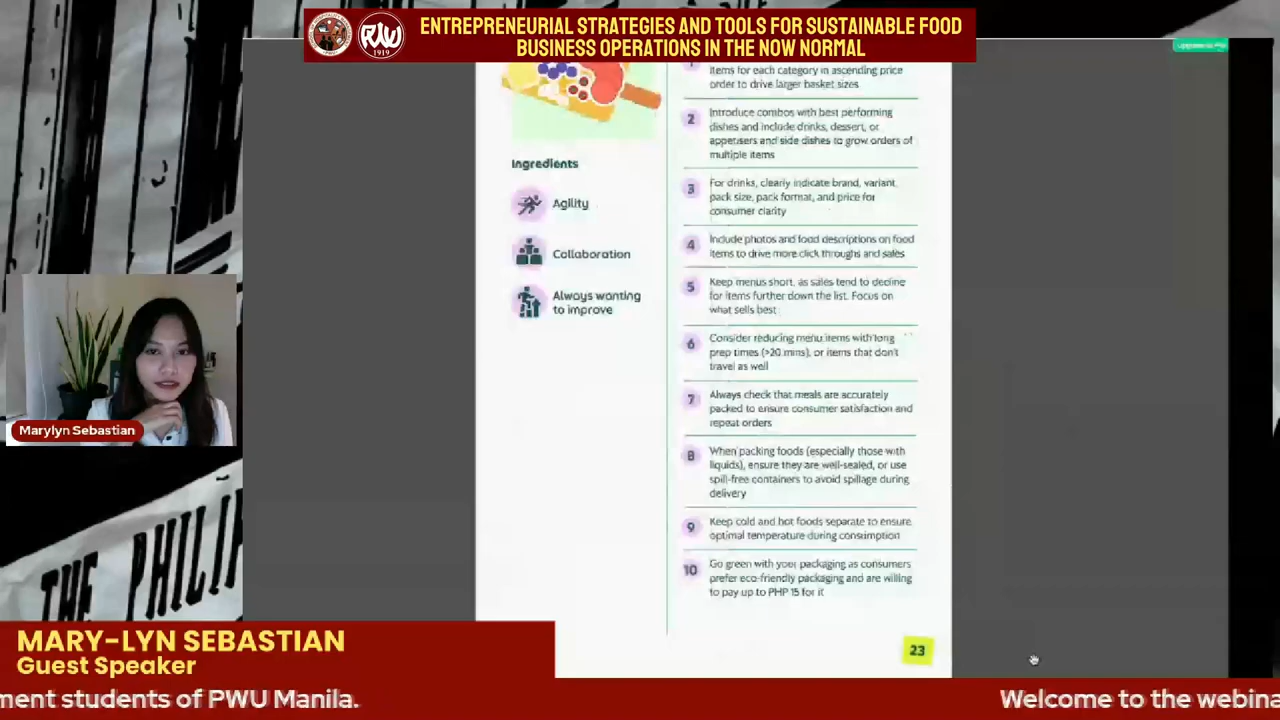 ENTREPRENEURIAL STRATEGIES AND TOOLS FOR SUSTAINABLE FOOD
BUSINESS OPERATIONS IN THE NOW NORMAL
1919
Ingredients
Agility
Collaboration
Always wanting
to improve
items for each category in ascending price
order to drive larger basket sizes
2
Introduce combos with best performing
dishes and include drinks, dessert, or
appetisers and side dishes to grow orders of
multiple items
3
For drinks, clearly indicate brand, variant,
pack size, pack format, and price for
consumer clarity
4
Include photos and food descriptions on food
items to drive more click throughs and sales
5
Keep menus short, as sales tend to decline
for items further down the list. Focus on
what sells best
6
Consider reducing menu items with long
prep times (>20 mins), or items that don't
travel as well
7
Always check that meals are accurately
packed to ensure consumer satisfaction and
repeat orders
8
When packing foods (especially those with
liquids), ensure they are well-sealed, or use
spill-free containers to avoid spillage during
delivery
9
Keep cold and hot foods separate to ensure
optimal temperature during consumption
10
Go green with your packaging as consumers
prefer eco-friendly packaging and are willing
to pay up to PHP 15 for it
23
Marylyn Sebastian
THE PHILIP
MARY-LYN SEBASTIAN
Guest Speaker
ment students of PWU Manila.
Welcome to the webina